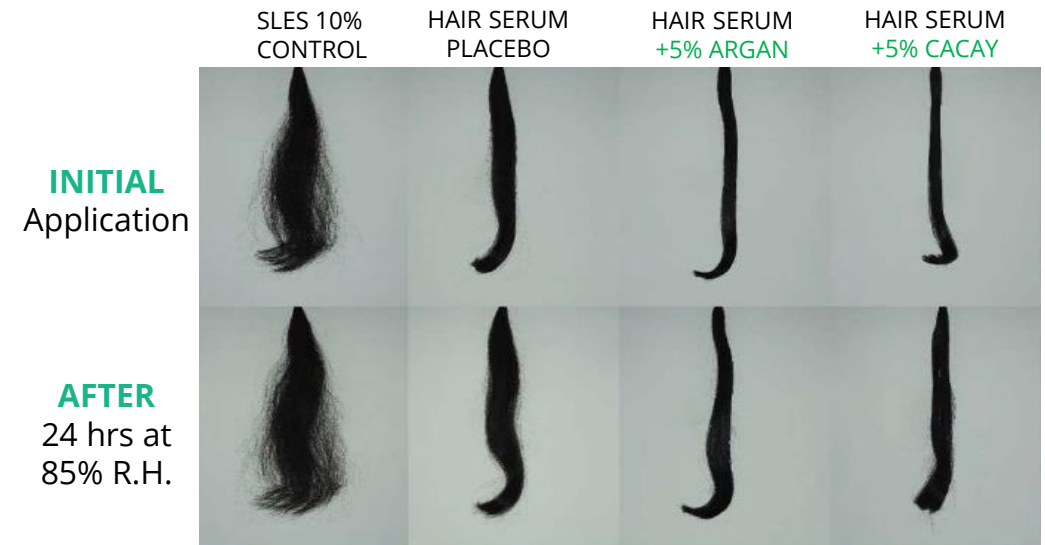 SLES 10%
CONTROL
HAIR SERUM
PLACEBO
HAIR SERUM
+5% ARGAN
HAIR SERUM
+5% CACAY
INITIAL
Application
AFTER
24 hrs at
85% R.H.